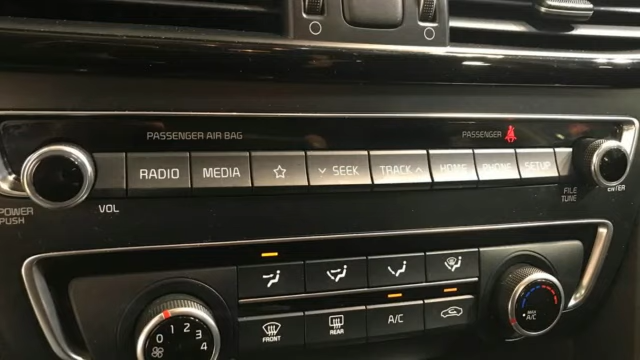 PASSENGER AIR BAG PASSENGER
RADIO MEDIA SEEK TRACK HOME PHONE SETUP
POWER PUSH VOL FILE TUNE ENTER
0 1 2 3 4
FRONT REAR A/C MAX A/C